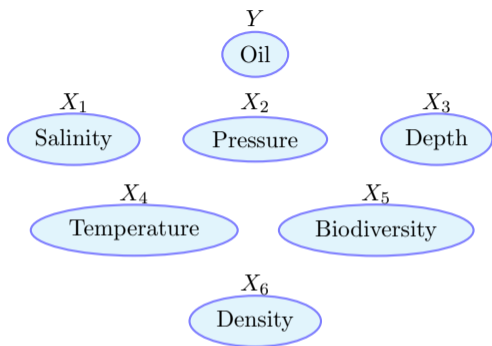 Y
Oil
X₁ X₂ X₃
Salinity Pressure Depth
X₄ X₅
Temperature Biodiversity
X₆
Density